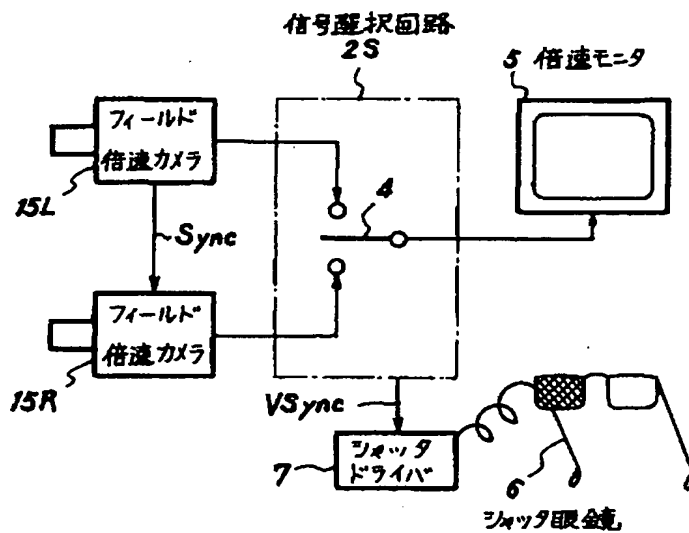 信号選択回路
2S
5 倍速モニタ
フィールド
倍速カメラ
15L
4
Sync
フィールド
倍速カメラ
15R
VSync
シャッタ
ドライバ
7
6
シャッタ眼鏡